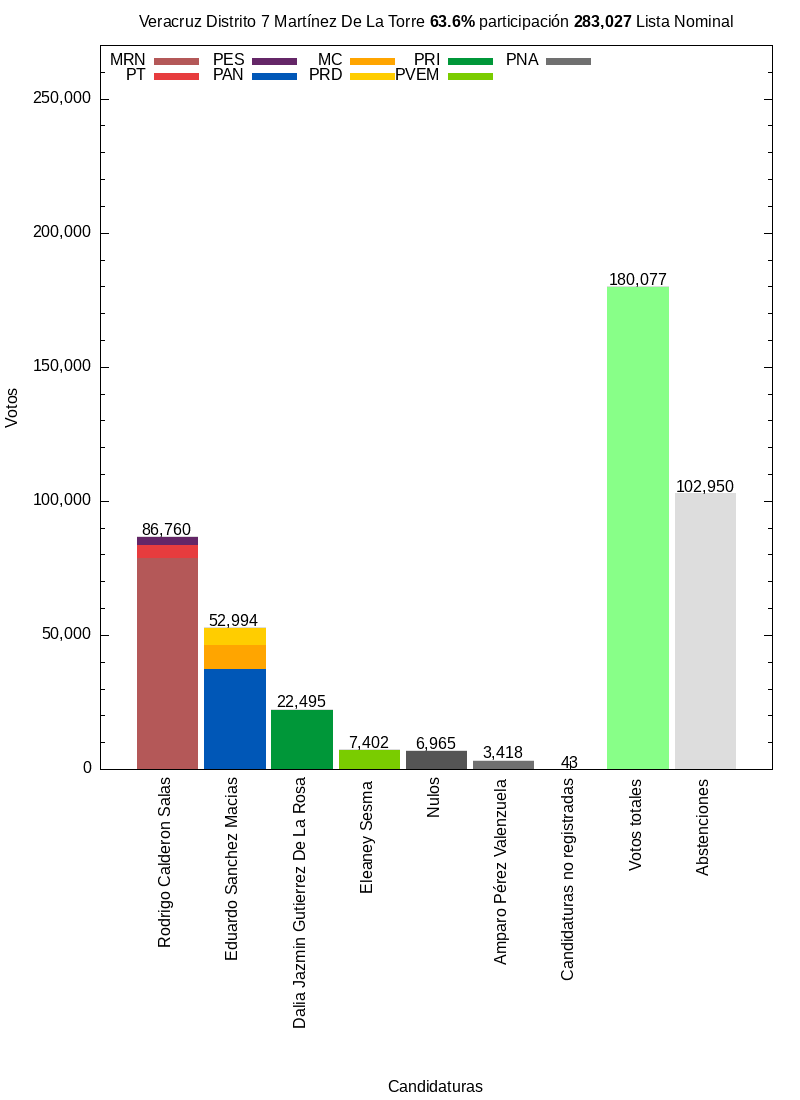 Veracruz Distrito 7 Martínez De La Torre 63.6% participación 283,027 Lista Nominal
MRN PES MC PRI PNA
PT PAN PRD PVEM
250,000
200,000
150,000
100,000
50,000
0
Votos
86,760
52,994
22,495
7,402
6,965
3,418
43
180,077
102,950
Rodrigo Calderon Salas
Eduardo Sanchez Macias
Dalia Jazmin Gutierrez De La Rosa
Eleaney Sesma
Nulos
Amparo Pérez Valenzuela
Candidaturas no registradas
Votos totales
Abstenciones
Candidaturas